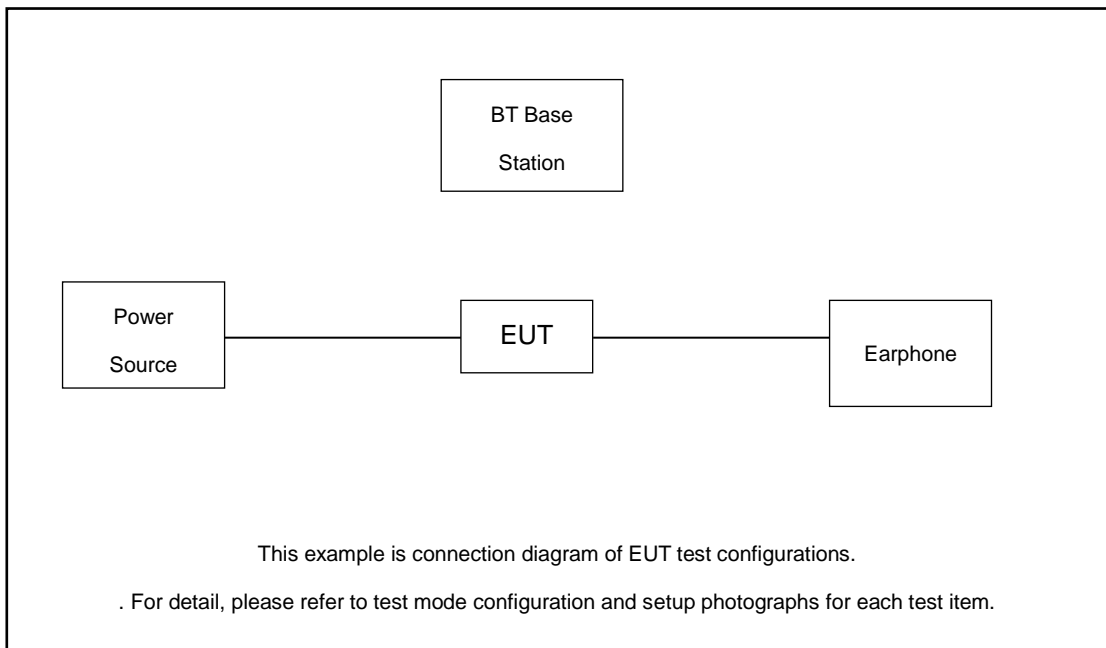 BT Base
Station
Power
Source
EUT
Earphone
This example is connection diagram of EUT test configurations.
. For detail, please refer to test mode configuration and setup photographs for each test item.